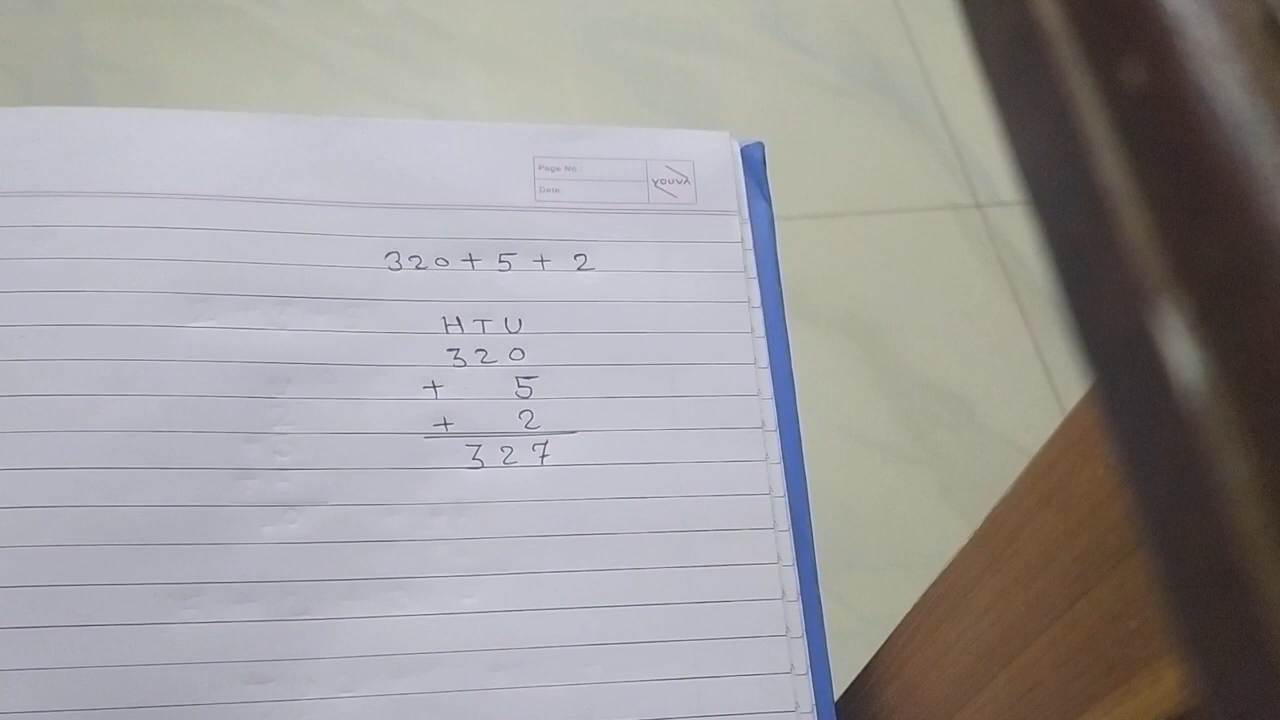 Page No.:
Date:
youva
320 + 5 + 2
H T U
3 2 0
+ 5
+ 2
3 2 7